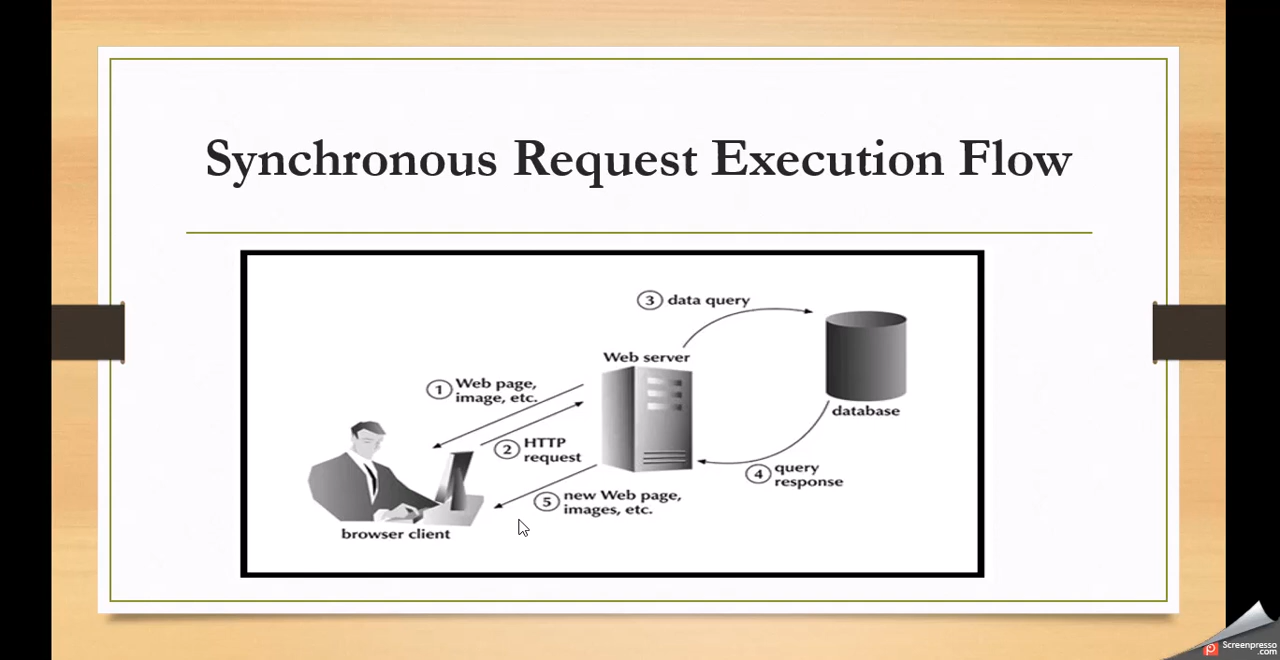 Synchronous Request Execution Flow
3 data query
Web server
1 Web page,
image, etc.
database
2 HTTP
request
4 query
response
5 new Web page,
images, etc.
browser client
Screenpresso
.com